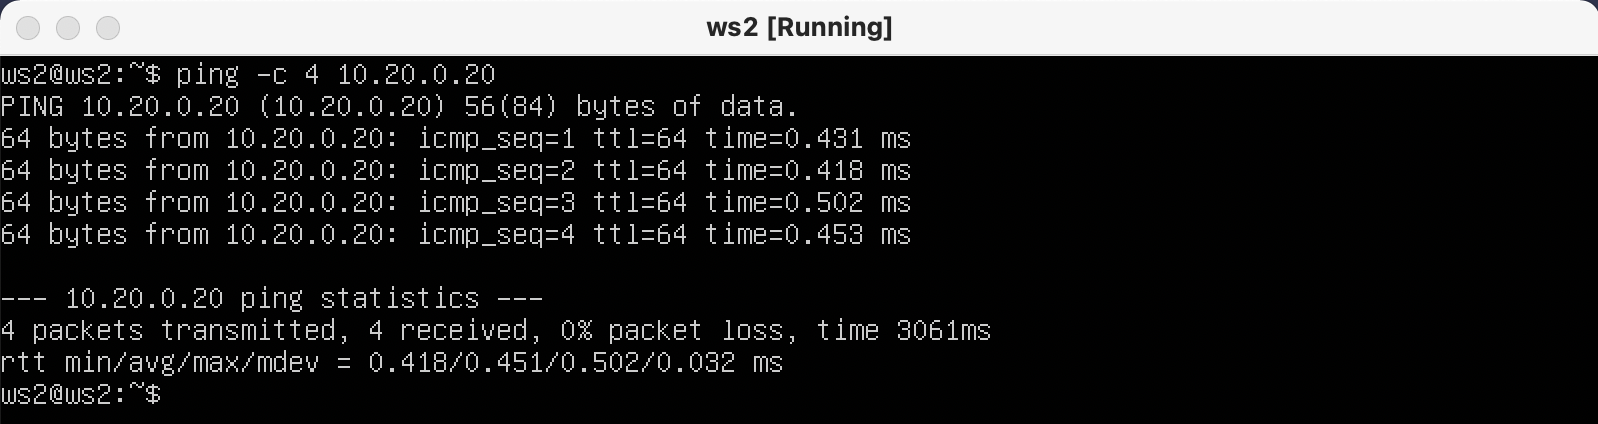 ws2 [Running]
ws2@ws2:~$ ping -c 4 10.20.0.20
PING 10.20.0.20 (10.20.0.20) 56(84) bytes of data.
64 bytes from 10.20.0.20: icmp_seq=1 ttl=64 time=0.431 ms
64 bytes from 10.20.0.20: icmp_seq=2 ttl=64 time=0.418 ms
64 bytes from 10.20.0.20: icmp_seq=3 ttl=64 time=0.502 ms
64 bytes from 10.20.0.20: icmp_seq=4 ttl=64 time=0.453 ms
--- 10.20.0.20 ping statistics ---
4 packets transmitted, 4 received, 0% packet loss, time 3061ms
rtt min/avg/max/mdev = 0.418/0.451/0.502/0.032 ms
ws2@ws2:~$